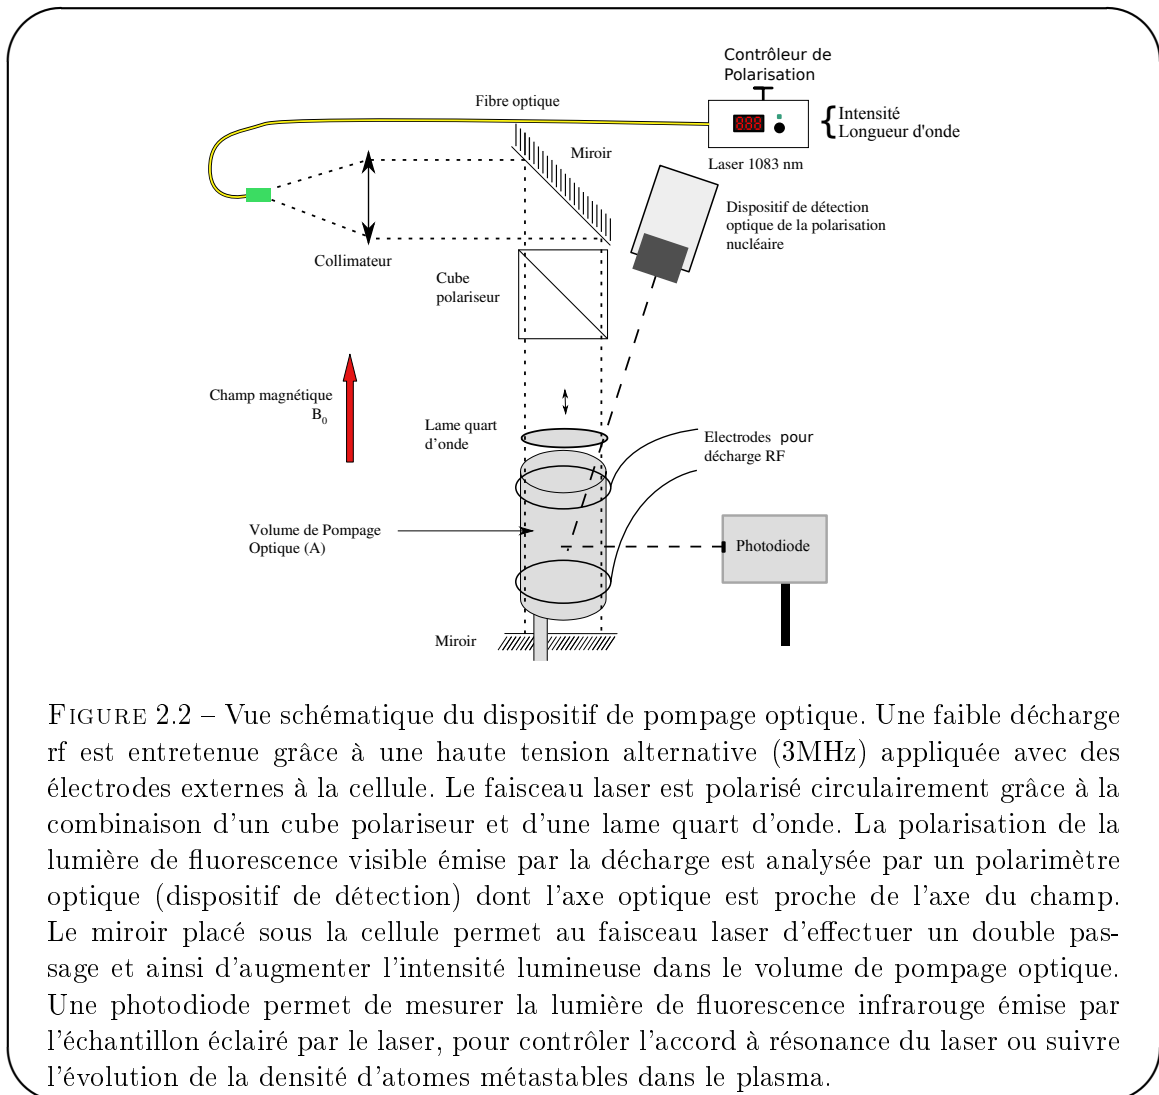 Contrôleur de
Polarisation
Fibre optique
Intensité
Longueur d'onde
888
Miroir
Laser 1083 nm
Dispositif de détection
optique de la polarisation
nucléaire
Collimateur
Cube
polariseur
Champ magnétique
B0
Lame quart
d'onde
Electrodes pour
décharge RF
Volume de Pompage
Optique (A)
Photodiode
Miroir
FIGURE 2.2 – Vue schématique du dispositif de pompage optique. Une faible décharge
rf est entretenue grâce à une haute tension alternative (3MHz) appliquée avec des
électrodes externes à la cellule. Le faisceau laser est polarisé circulairement grâce à la
combinaison d'un cube polariseur et d'une lame quart d'onde. La polarisation de la
lumière de fluorescence visible émise par la décharge est analysée par un polarimètre
optique (dispositif de détection) dont l'axe optique est proche de l'axe du champ.
Le miroir placé sous la cellule permet au faisceau laser d'effectuer un double pas-
sage et ainsi d'augmenter l'intensité lumineuse dans le volume de pompage optique.
Une photodiode permet de mesurer la lumière de fluorescence infrarouge émise par
l'échantillon éclairé par le laser, pour contrôler l'accord à résonance du laser ou suivre
l'évolution de la densité d'atomes métastables dans le plasma.